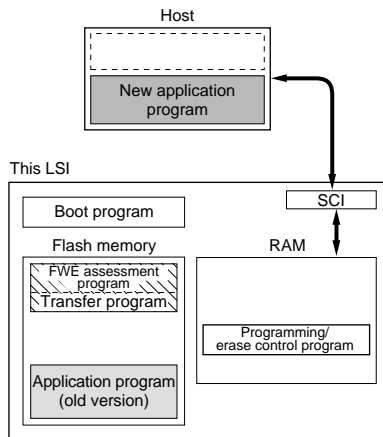 Host
New application
program
This LSI
SCI
Boot program
Flash memory
RAM
FWE assessment
program
Transfer program
Programming/
erase control program
Application program
(old version)